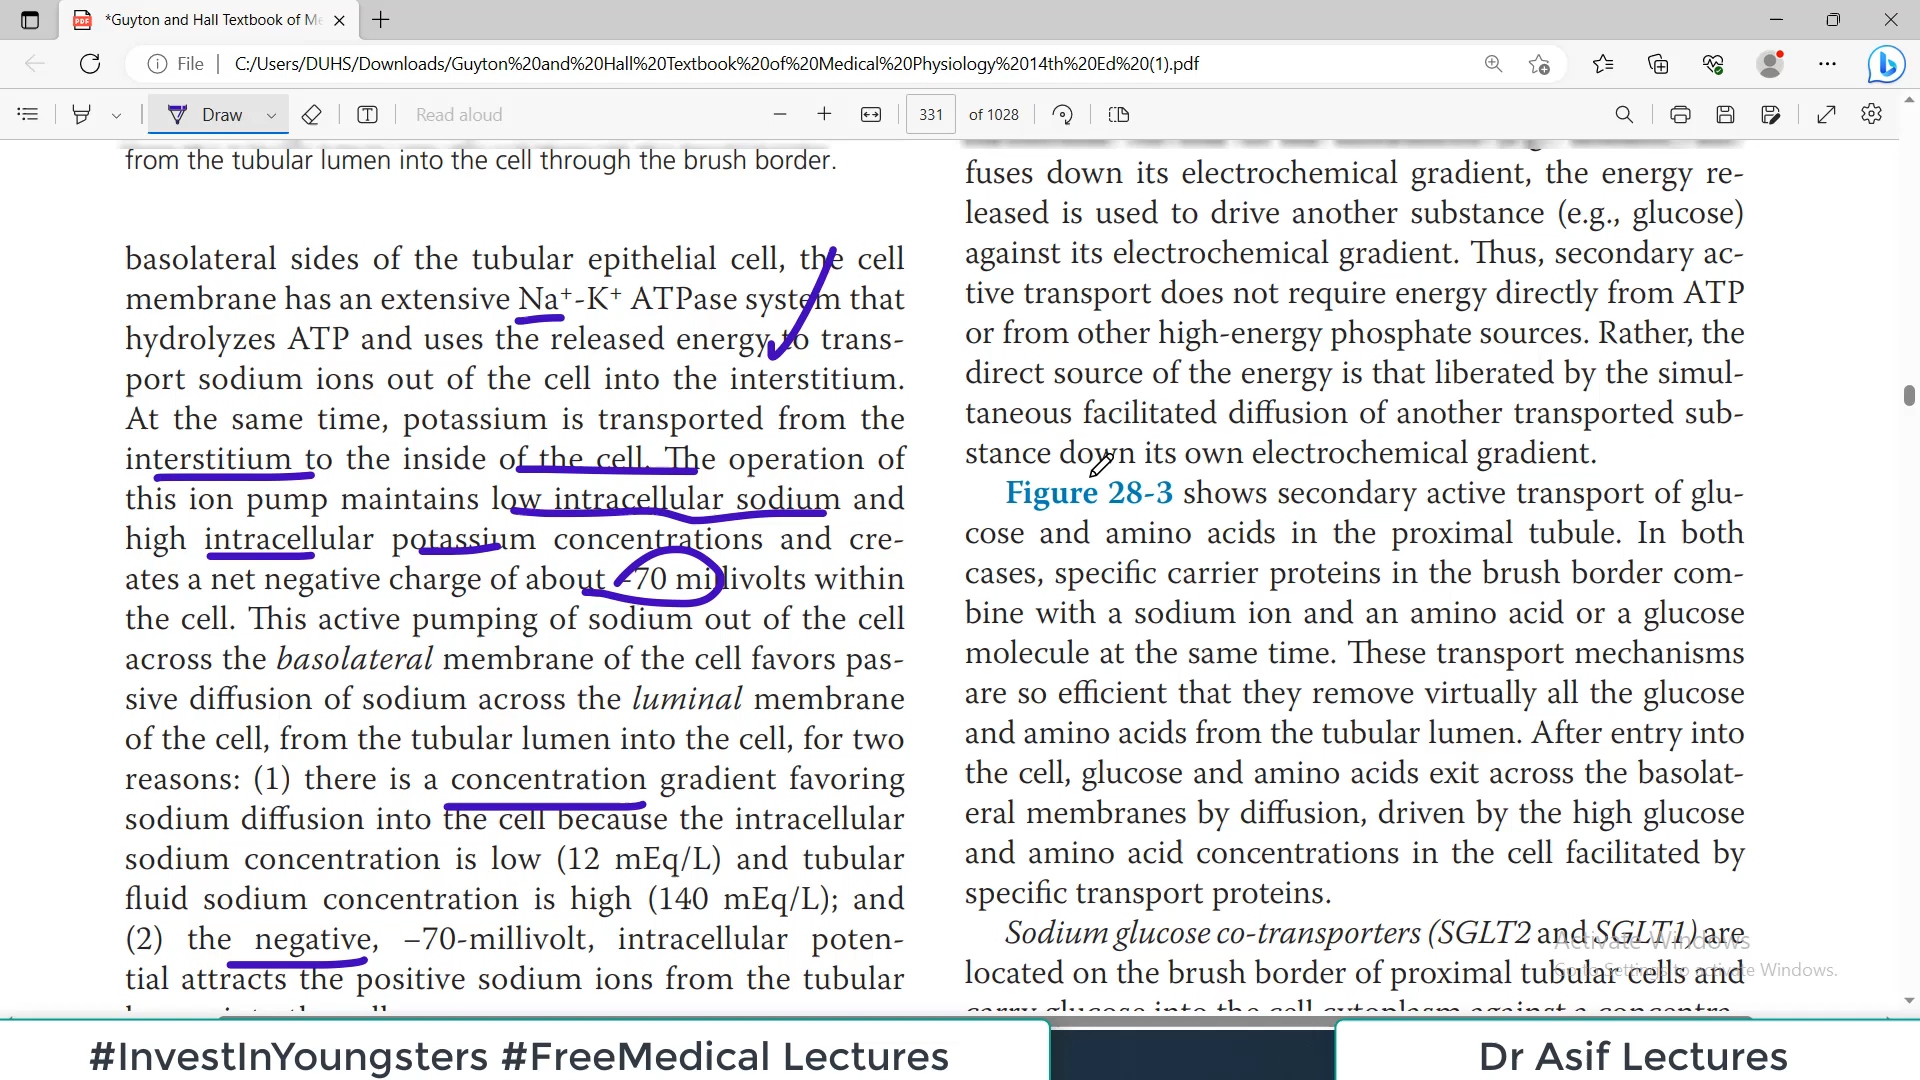 *Guyton and Hall Textbook of Me
File
C:/Users/DUHS/Downloads/Guyton%20and%20Hall%20Textbook%20of%20Medical%20Physiology%2014th%20Ed%20(1).pdf
Draw
Read aloud
331 of 1028
from the tubular lumen into the cell through the brush border.
basolateral sides of the tubular epithelial cell, the cell
membrane has an extensive Na⁺-K⁺ ATPase system that
hydrolyzes ATP and uses the released energy to trans-
port sodium ions out of the cell into the interstitium.
At the same time, potassium is transported from the
interstitium to the inside of the cell. The operation of
this ion pump maintains low intracellular sodium and
high intracellular potassium concentrations and cre-
ates a net negative charge of about −70 millivolts within
the cell. This active pumping of sodium out of the cell
across the basolateral membrane of the cell favors pas-
sive diffusion of sodium across the luminal membrane
of the cell, from the tubular lumen into the cell, for two
reasons: (1) there is a concentration gradient favoring
sodium diffusion into the cell because the intracellular
sodium concentration is low (12 mEq/L) and tubular
fluid sodium concentration is high (140 mEq/L); and
(2) the negative, −70-millivolt, intracellular poten-
tial attracts the positive sodium ions from the tubular
fuses down its electrochemical gradient, the energy re-
leased is used to drive another substance (e.g., glucose)
against its electrochemical gradient. Thus, secondary ac-
tive transport does not require energy directly from ATP
or from other high-energy phosphate sources. Rather, the
direct source of the energy is that liberated by the simul-
taneous facilitated diffusion of another transported sub-
stance down its own electrochemical gradient.
Figure 28-3 shows secondary active transport of glu-
cose and amino acids in the proximal tubule. In both
cases, specific carrier proteins in the brush border com-
bine with a sodium ion and an amino acid or a glucose
molecule at the same time. These transport mechanisms
are so efficient that they remove virtually all the glucose
and amino acids from the tubular lumen. After entry into
the cell, glucose and amino acids exit across the basolat-
eral membranes by diffusion, driven by the high glucose
and amino acid concentrations in the cell facilitated by
specific transport proteins.
Sodium glucose co-transporters (SGLT2 and SGLT1) are
located on the brush border of proximal tubular cells and
carry glucose into the cell cytoplasm against a concentra-
Activate Windows
Go to Settings to activate Windows.
#InvestInYoungsters #FreeMedical Lectures
Dr Asif Lectures